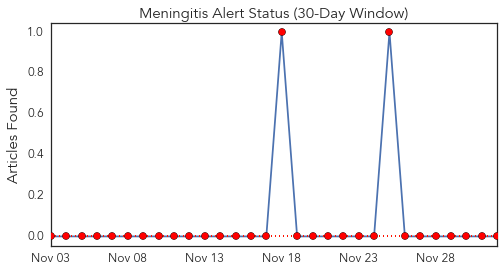 Meningitis Alert Status (30-Day Window)
Articles Found
1.0
0.8
0.6
0.4
0.2
0.0
Nov 03 Nov 08 Nov 13 Nov 18 Nov 23 Nov 28